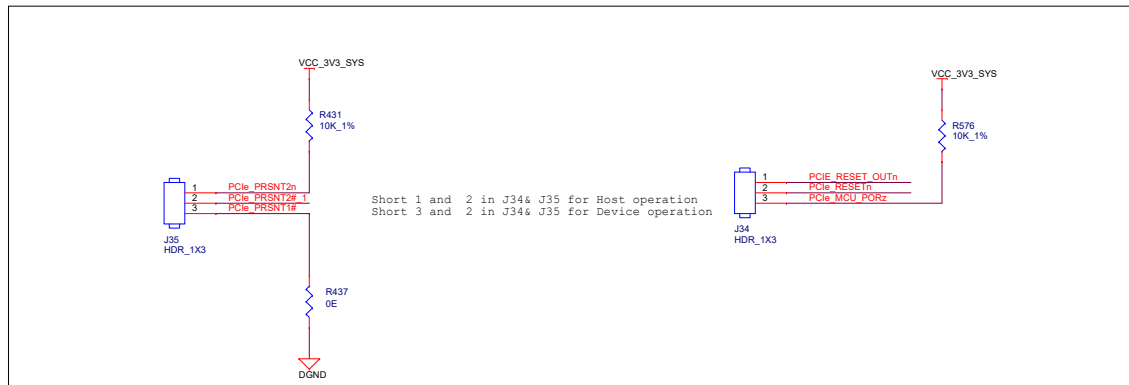 VCC_3V3_SYS
R431
10K_1%
1
PCIe_PRSNT2n
2
PCIe_PRSNT2#_1
3
PCIe_PRSNT1#
J35
HDR_1X3
R437
0E
DGND
Short 1 and  2 in J34& J35 for Host operation
Short 3 and  2 in J34& J35 for Device operation
VCC_3V3_SYS
R576
10K_1%
1
PCIE_RESET_OUTn
2
PCIe_RESETn
3
PCIe_MCU_PORz
J34
HDR_1X3